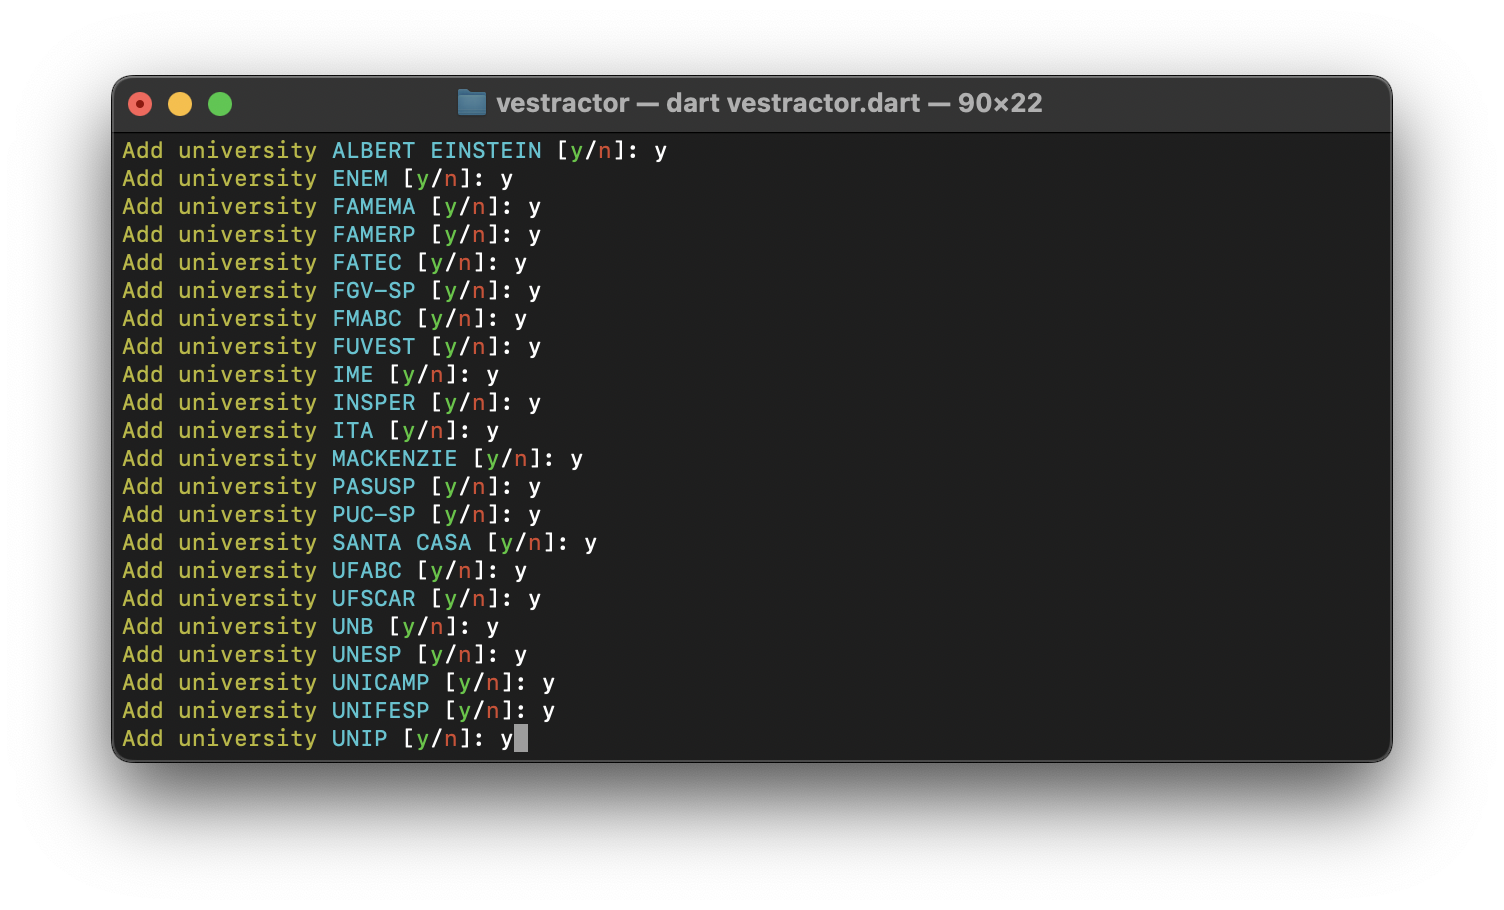 vestractor — dart vestractor.dart — 90×22
Add university ALBERT EINSTEIN [y/n]: y
Add university ENEM [y/n]: y
Add university FAMEMA [y/n]: y
Add university FAMERP [y/n]: y
Add university FATEC [y/n]: y
Add university FGV-SP [y/n]: y
Add university FMABC [y/n]: y
Add university FUVEST [y/n]: y
Add university IME [y/n]: y
Add university INSPER [y/n]: y
Add university ITA [y/n]: y
Add university MACKENZIE [y/n]: y
Add university PASUSP [y/n]: y
Add university PUC-SP [y/n]: y
Add university SANTA CASA [y/n]: y
Add university UFABC [y/n]: y
Add university UFSCAR [y/n]: y
Add university UNB [y/n]: y
Add university UNESP [y/n]: y
Add university UNICAMP [y/n]: y
Add university UNIFESP [y/n]: y
Add university UNIP [y/n]: y